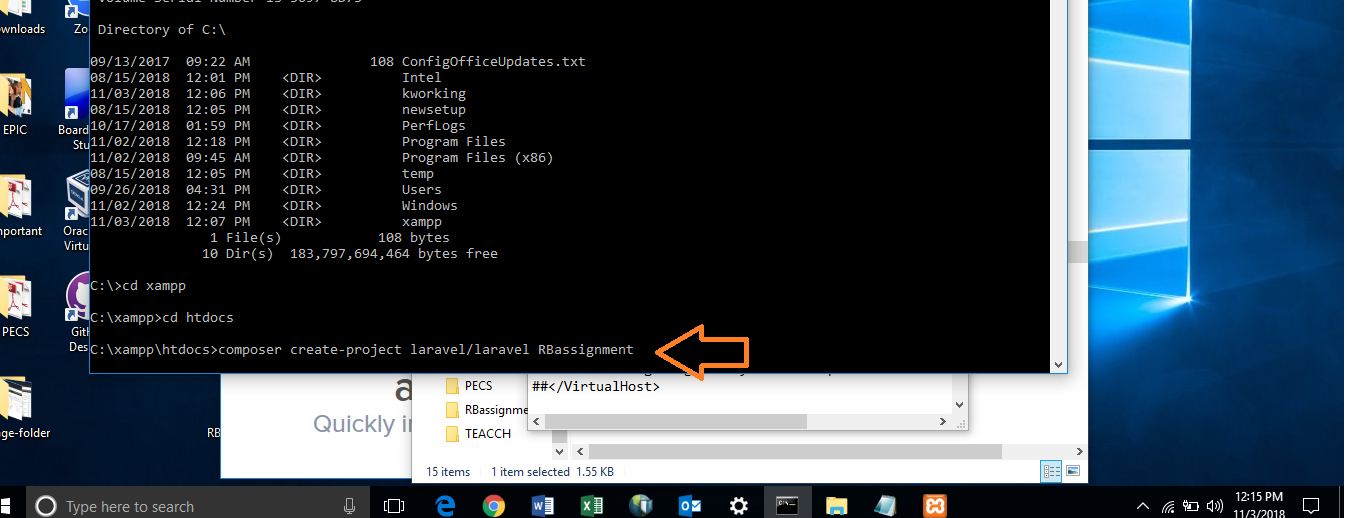 Directory of C:\
09/13/2017  09:22 AM               108 ConfigOfficeUpdates.txt
08/15/2018  12:01 PM    <DIR>          Intel
11/03/2018  12:06 PM    <DIR>          kworking
08/15/2018  12:05 PM    <DIR>          newsetup
10/17/2018  01:59 PM    <DIR>          PerfLogs
11/02/2018  12:18 PM    <DIR>          Program Files
11/02/2018  09:45 AM    <DIR>          Program Files (x86)
08/15/2018  12:05 PM    <DIR>          temp
09/26/2018  04:31 PM    <DIR>          Users
11/02/2018  12:24 PM    <DIR>          Windows
11/03/2018  12:07 PM    <DIR>          xampp
1 File(s)            108 bytes
10 Dir(s)  183,797,694,464 bytes free
C:\>cd xampp
C:\xampp>cd htdocs
C:\xampp\htdocs>composer create-project laravel/laravel RBassignment
wnloads
Zo
EPIC
Board
Stu
nportant
Orac
Virtu
PECS
Gith
Des
ge-folder
RB
a
Quickly i
PECS
RBassignme
TEACCH
##</VirtualHost>
15 items
1 item selected  1.55 KB
Type here to search
12:15 PM
11/3/2018